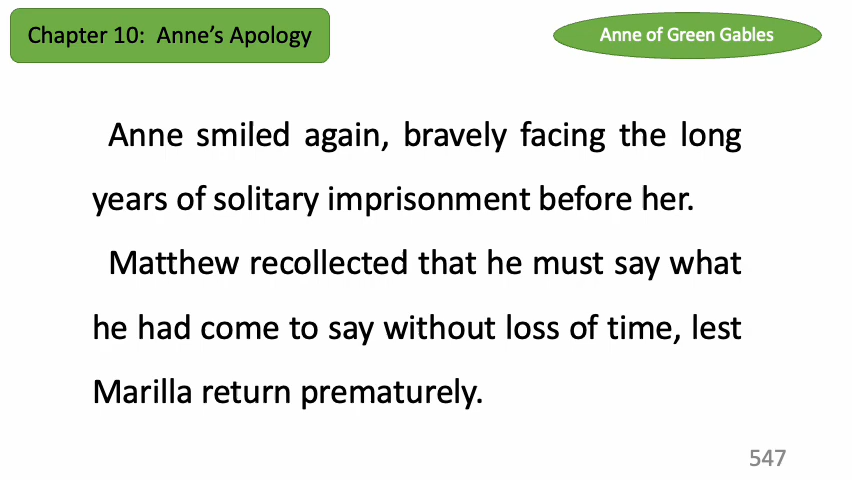 Chapter 10:  Anne’s Apology
Anne of Green Gables
Anne smiled again, bravely facing the long
years of solitary imprisonment before her.
Matthew recollected that he must say what
he had come to say without loss of time, lest
Marilla return prematurely.
547